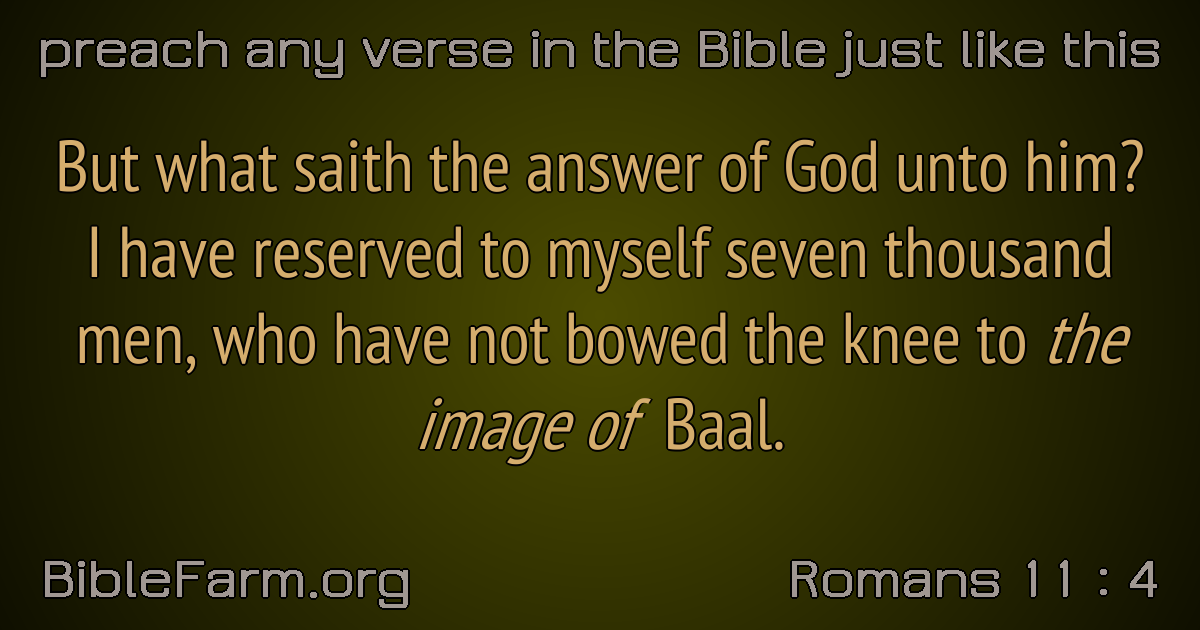 preach any verse in the Bible just like this
But what saith the answer of God unto him?
I have reserved to myself seven thousand
men, who have not bowed the knee to the
image of Baal.
BibleFarm.org
Romans 11 : 4